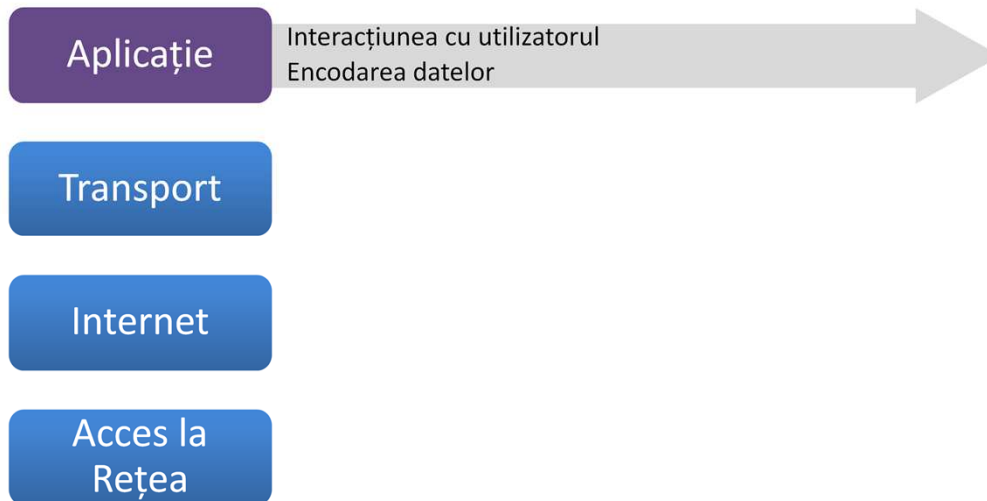 Aplicație
Interacțiunea cu utilizatorul
Encodarea datelor
Transport
Internet
Acces la
Rețea